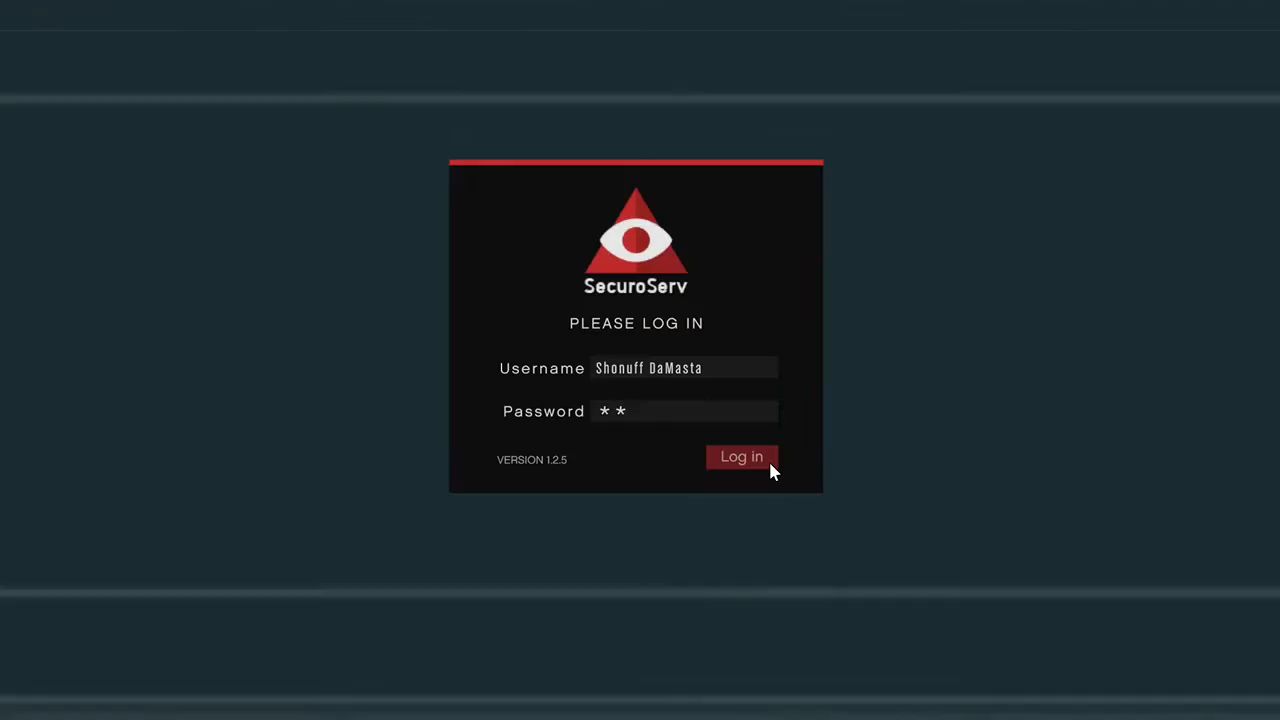 SecuroServ
PLEASE LOG IN
Username Shonuff DaMasta
Password **
VERSION 1.2.5 Log in